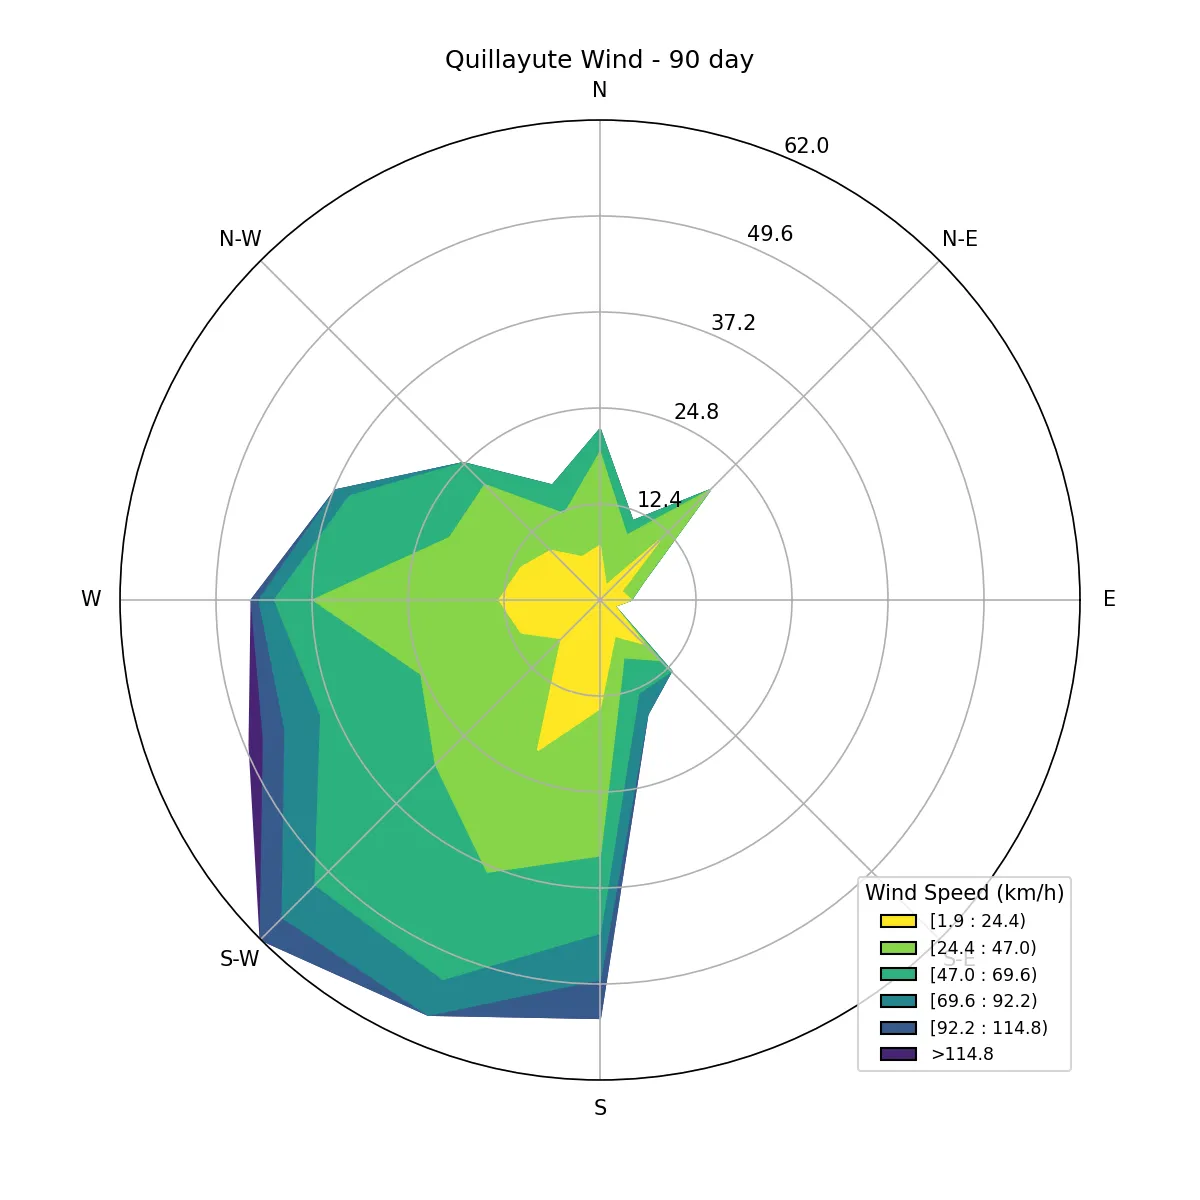 Quillayute Wind - 90 day
N
62.0
N-W
49.6
N-E
37.2
24.8
12.4
W
E
S-W
S-E
S
Wind Speed (km/h)
[1.9 : 24.4)
[24.4 : 47.0)
[47.0 : 69.6)
[69.6 : 92.2)
[92.2 : 114.8)
>114.8